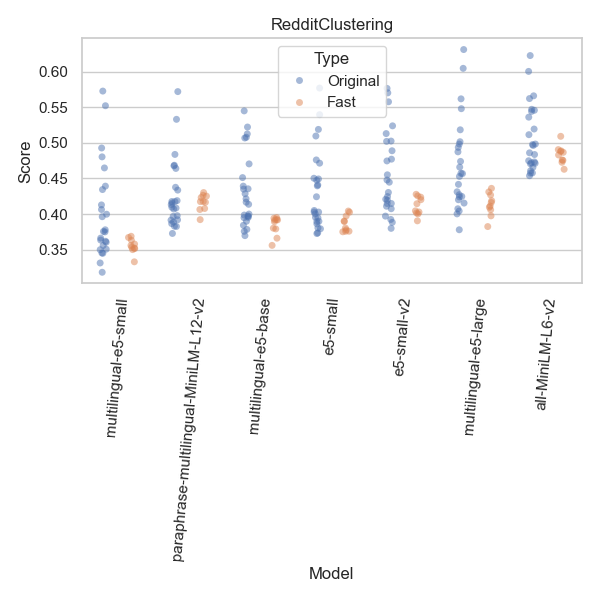 RedditClustering
Type
Original
Fast
Score
0.60
0.55
0.50
0.45
0.40
0.35
multilingual-e5-small
paraphrase-multilingual-MiniLM-L12-v2
multilingual-e5-base
e5-small
e5-small-v2
multilingual-e5-large
all-MiniLM-L6-v2
Model